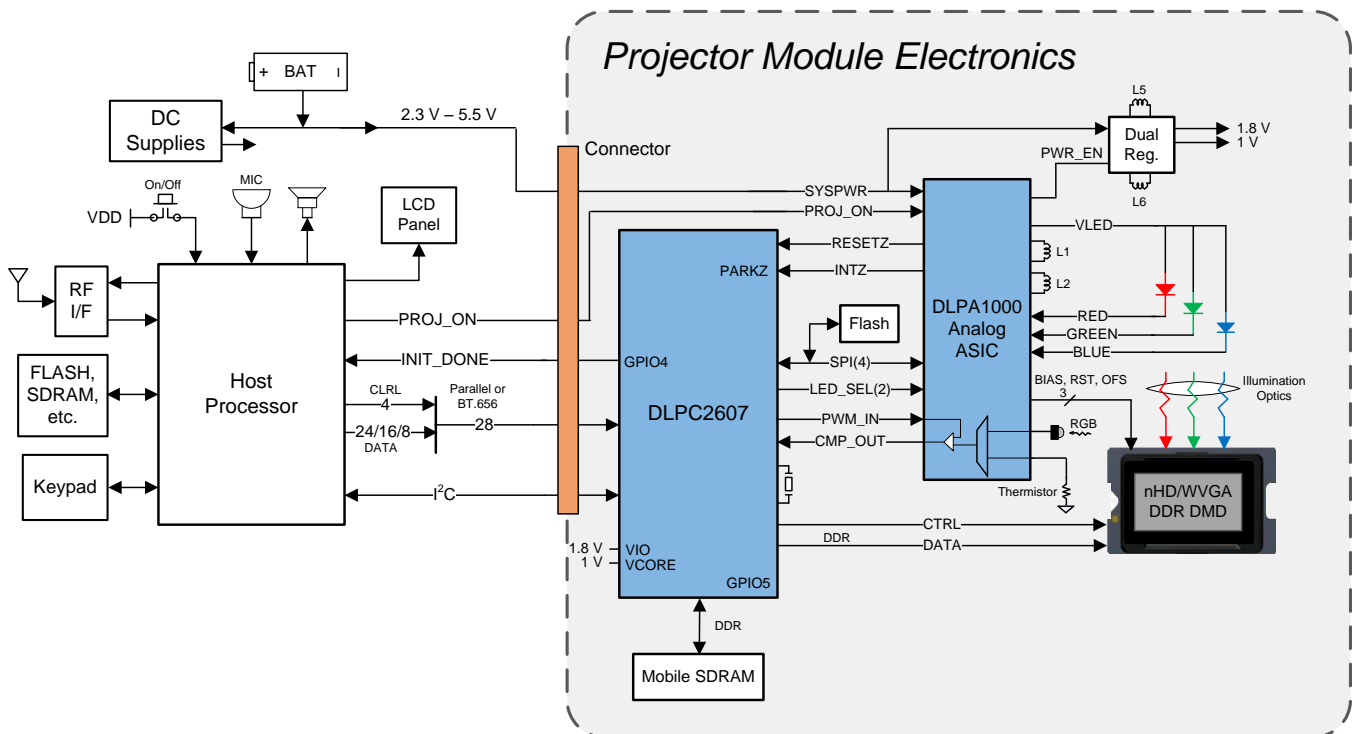 Projector Module Electronics
+ BAT
DC
Supplies
2.3 V – 5.5 V
Connector
On/Off
VDD
MIC
LCD
Panel
RF
I/F
FLASH,
SDRAM,
etc.
Keypad
Host
Processor
PROJ_ON
INIT_DONE
CLRL
4
24/16/8
DATA
Parallel or
BT.656
28
I²C
SYSPWR
PROJ_ON
RESETZ
PARKZ
INTZ
GPIO4
DLPC2607
Flash
SPI(4)
LED_SEL(2)
PWM_IN
CMP_OUT
1.8 V
VIO
1 V
VCORE
GPIO5
DDR
Mobile SDRAM
CTRL
DDR
DATA
DLPA1000
Analog
ASIC
L5
Dual
Reg.
L6
1.8 V
1 V
PWR_EN
VLED
L1
L2
RED
GREEN
BLUE
BIAS, RST, OFS
3
RGB
Thermistor
Illumination
Optics
nHD/WVGA
DDR DMD